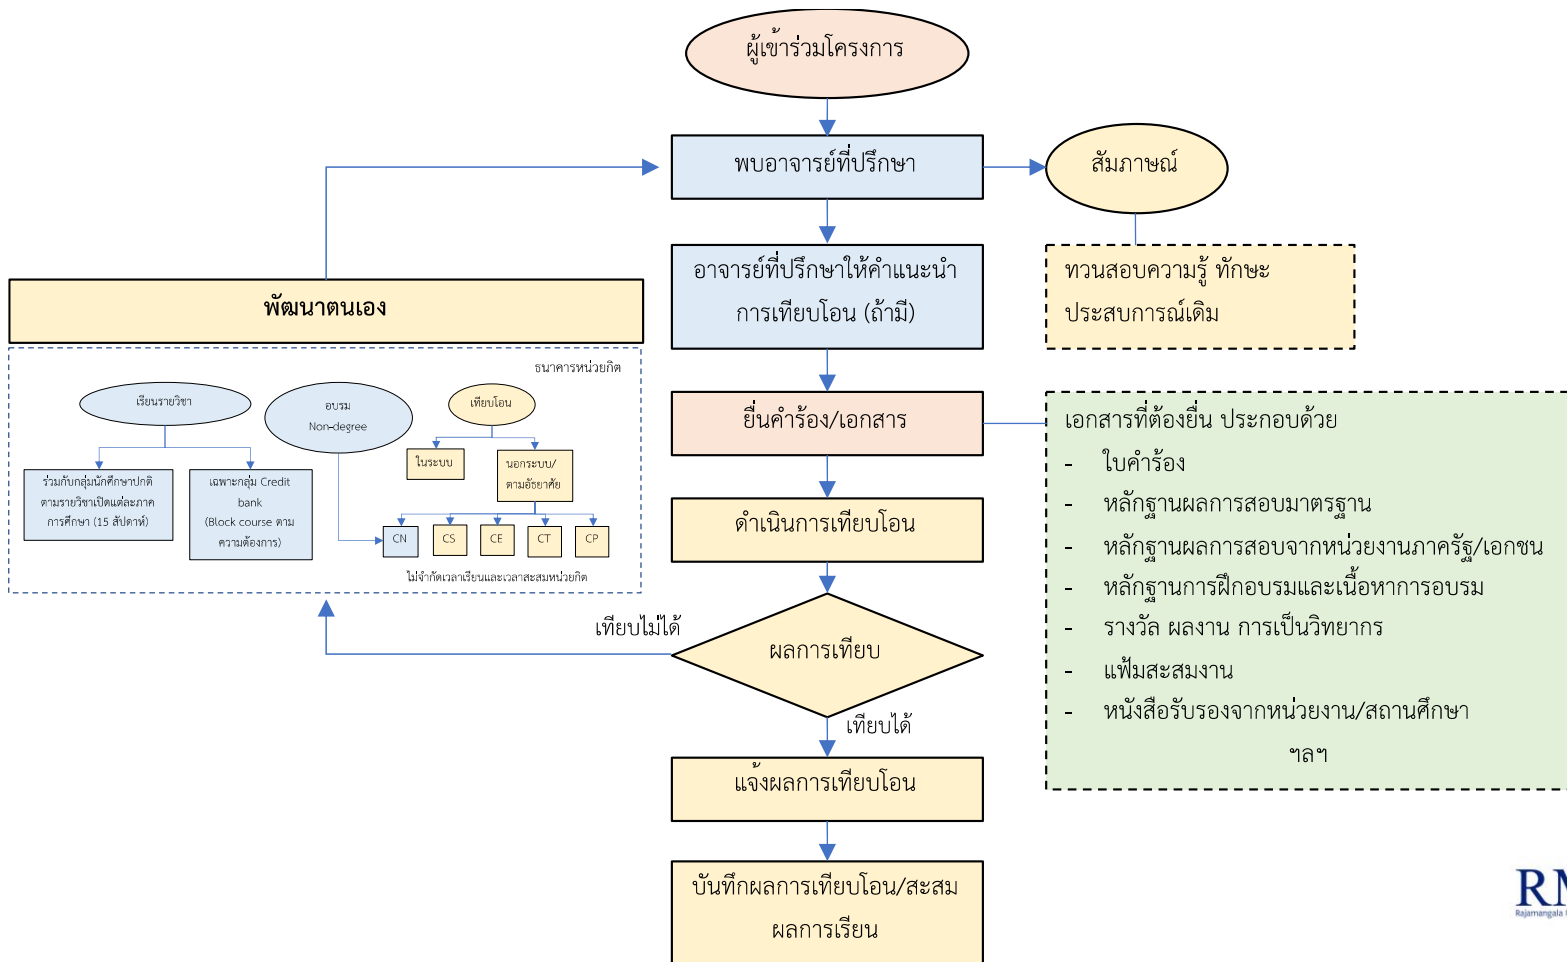 ผู้เข้าร่วมโครงการ
พบอาจารย์ที่ปรึกษา
สัมภาษณ์
อาจารย์ที่ปรึกษาให้คำแนะนำ
การเทียบโอน (ถ้ามี)
ทวนสอบความรู้ ทักษะ
ประสบการณ์เดิม
พัฒนาตนเอง
ธนาคารหน่วยกิต
เรียนรายวิชา
อบรม
Non-degree
เทียบโอน
ในระบบ
นอกระบบ/
ตามอัธยาศัย
ร่วมกับกลุ่มนักศึกษาปกติ
ตามรายวิชาเปิดแต่ละภาค
การศึกษา (15 สัปดาห์)
เฉพาะกลุ่ม Credit
bank
(Block course ตาม
ความต้องการ)
CN
CS
CE
CT
CP
ไม่จำกัดเวลาเรียนและเวลาสะสมหน่วยกิต
ยื่นคำร้อง/เอกสาร
เอกสารที่ต้องยื่น ประกอบด้วย
- ใบคำร้อง
- หลักฐานผลการสอบมาตรฐาน
- หลักฐานผลการสอบจากหน่วยงานภาครัฐ/เอกชน
- หลักฐานการฝึกอบรมและเนื้อหาการอบรม
- รางวัล ผลงาน การเป็นวิทยากร
- แฟ้มสะสมงาน
- หนังสือรับรองจากหน่วยงาน/สถานศึกษา
ฯลฯ
ดำเนินการเทียบโอน
เทียบไม่ได้
ผลการเทียบ
เทียบได้
แจ้งผลการเทียบโอน
บันทึกผลการเทียบโอน/สะสม
ผลการเรียน
Rajamangala